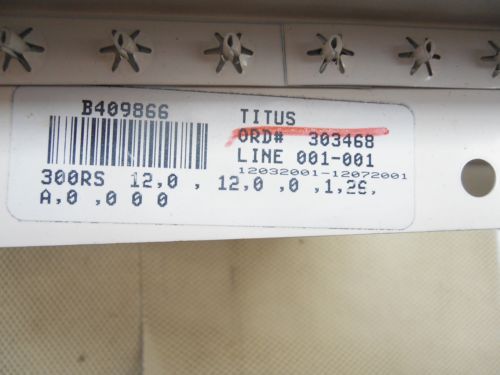 B409866
TITUS
ORD# 303468
LINE 001-001
12032001-12072001
300RS 12,0 , 12,0 ,0 ,1,26,
A,0 ,0 0 0